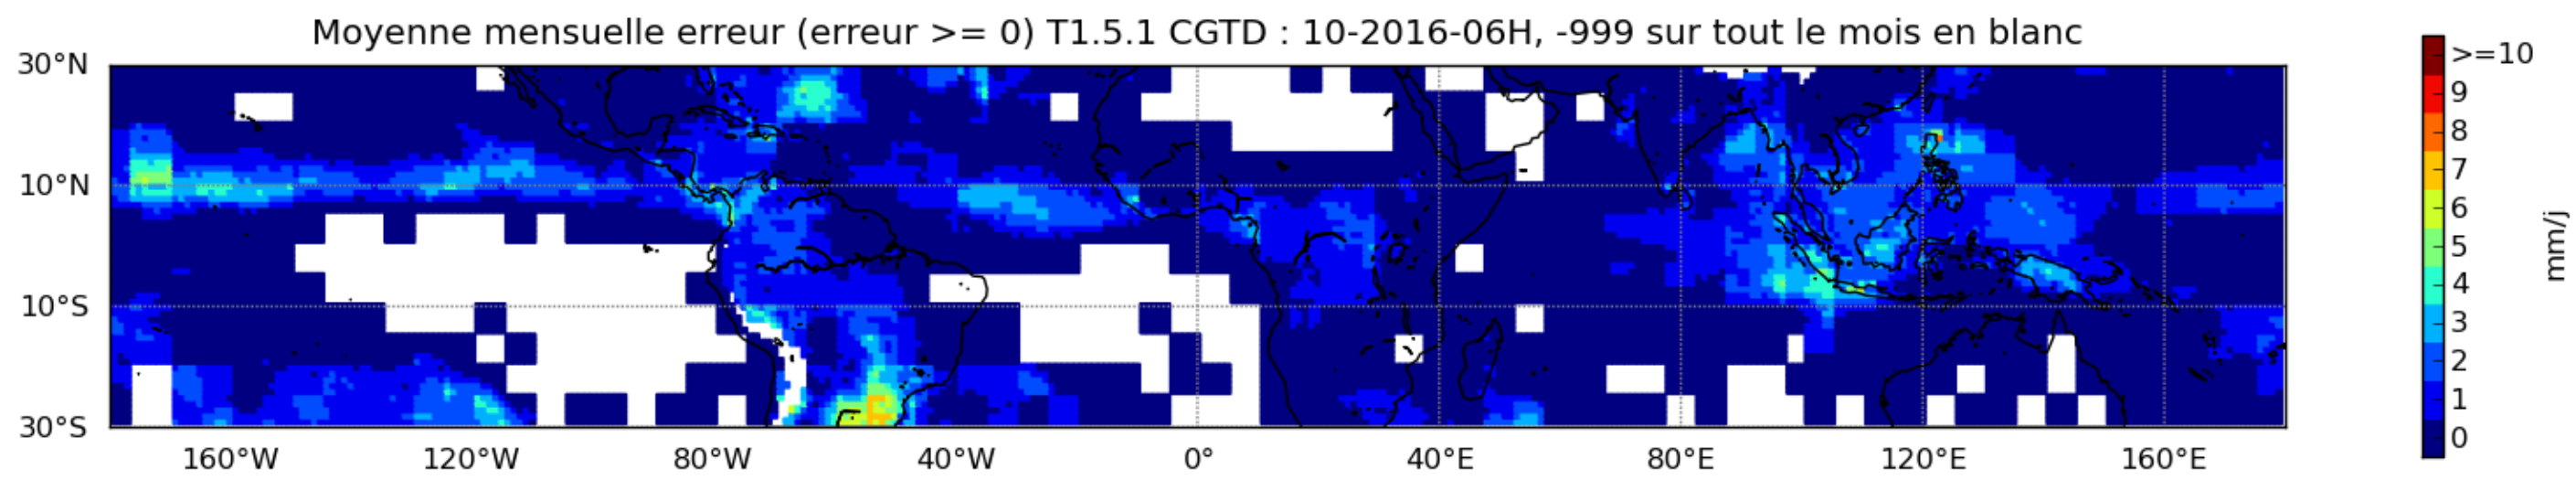 Moyenne mensuelle erreur (erreur >= 0) T1.5.1 CGTD : 10-2016-06H, -999 sur tout le mois en blanc
30°N
10°N
10°S
30°S
160°W 120°W 80°W 40°W 0° 40°E 80°E 120°E 160°E
>=10
9
8
7
6
5
4
3
2
1
0
mm/j